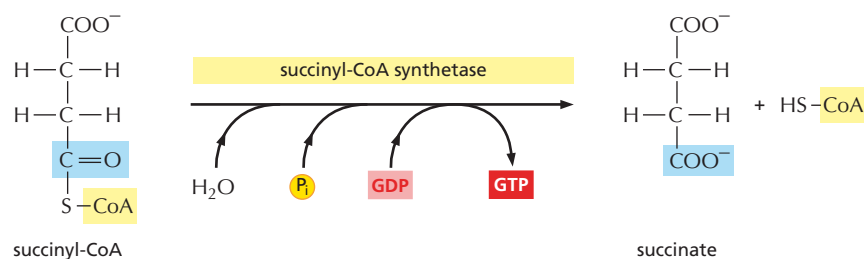 COO⁻
H—C—H
H—C—H
C=O
S—CoA
succinyl-CoA
succinyl-CoA synthetase
H₂O
Pᵢ
GDP
GTP
COO⁻
H—C—H
H—C—H
COO⁻
+ HS—CoA
succinate